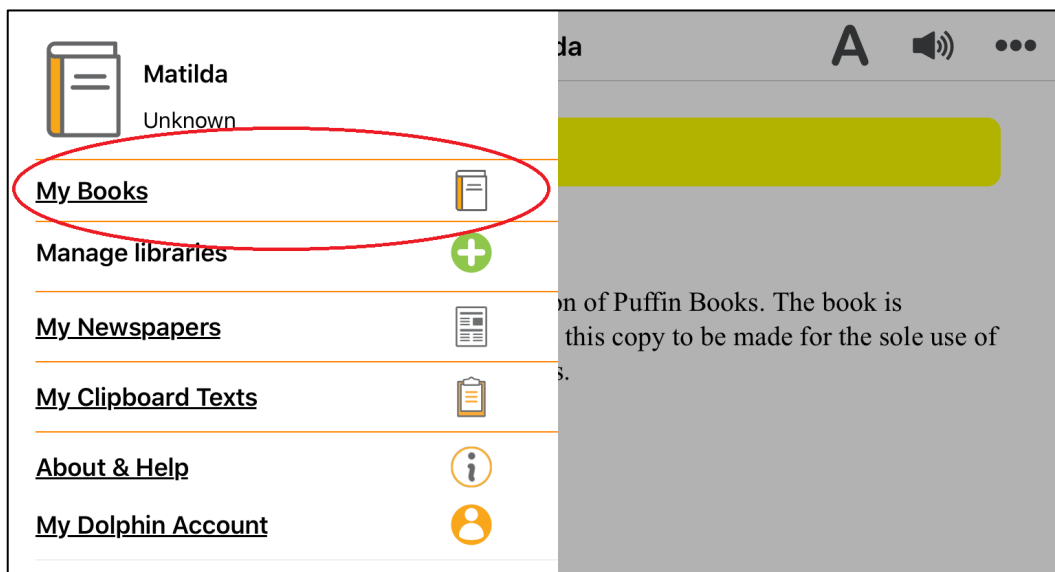 Matilda
Unknown
My Books
Manage libraries
My Newspapers
My Clipboard Texts
About & Help
My Dolphin Account
da
A
on of Puffin Books. The book is
this copy to be made for the sole use of
s.